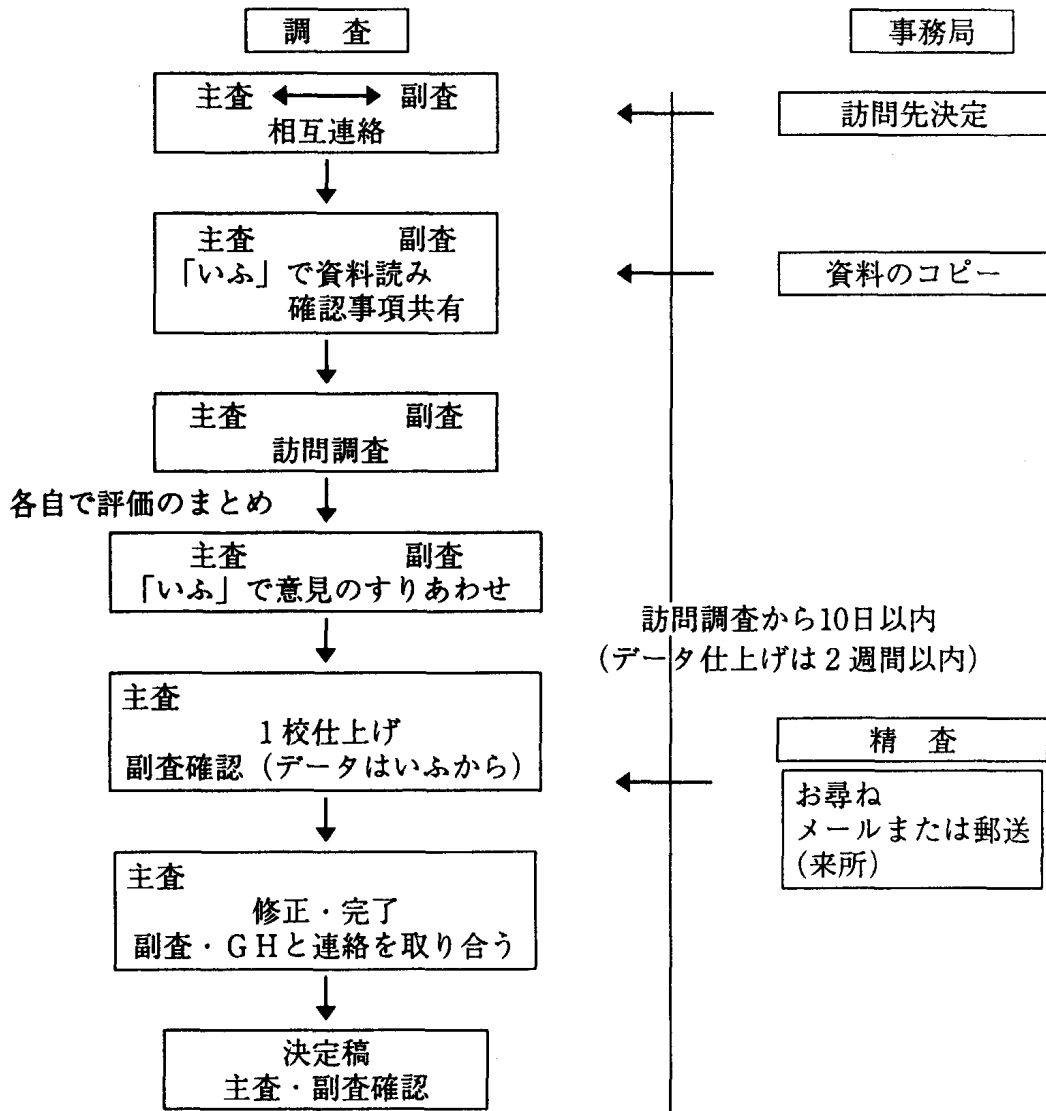 調 査
事務局
主査 ←→ 副査
相互連絡
訪問先決定
主査 副査
「いふ」で資料読み
確認事項共有
資料のコピー
主査 副査
訪問調査
各自で評価のまとめ
主査 副査
「いふ」で意見のすりあわせ
訪問調査から10日以内
（データ仕上げは２週間以内）
主査
１校仕上げ
副査確認（データはいふから）
精 査
お尋ね
メールまたは郵送
(来所)
主査
修正・完了
副査・ＧＨと連絡を取り合う
決定稿
主査・副査確認